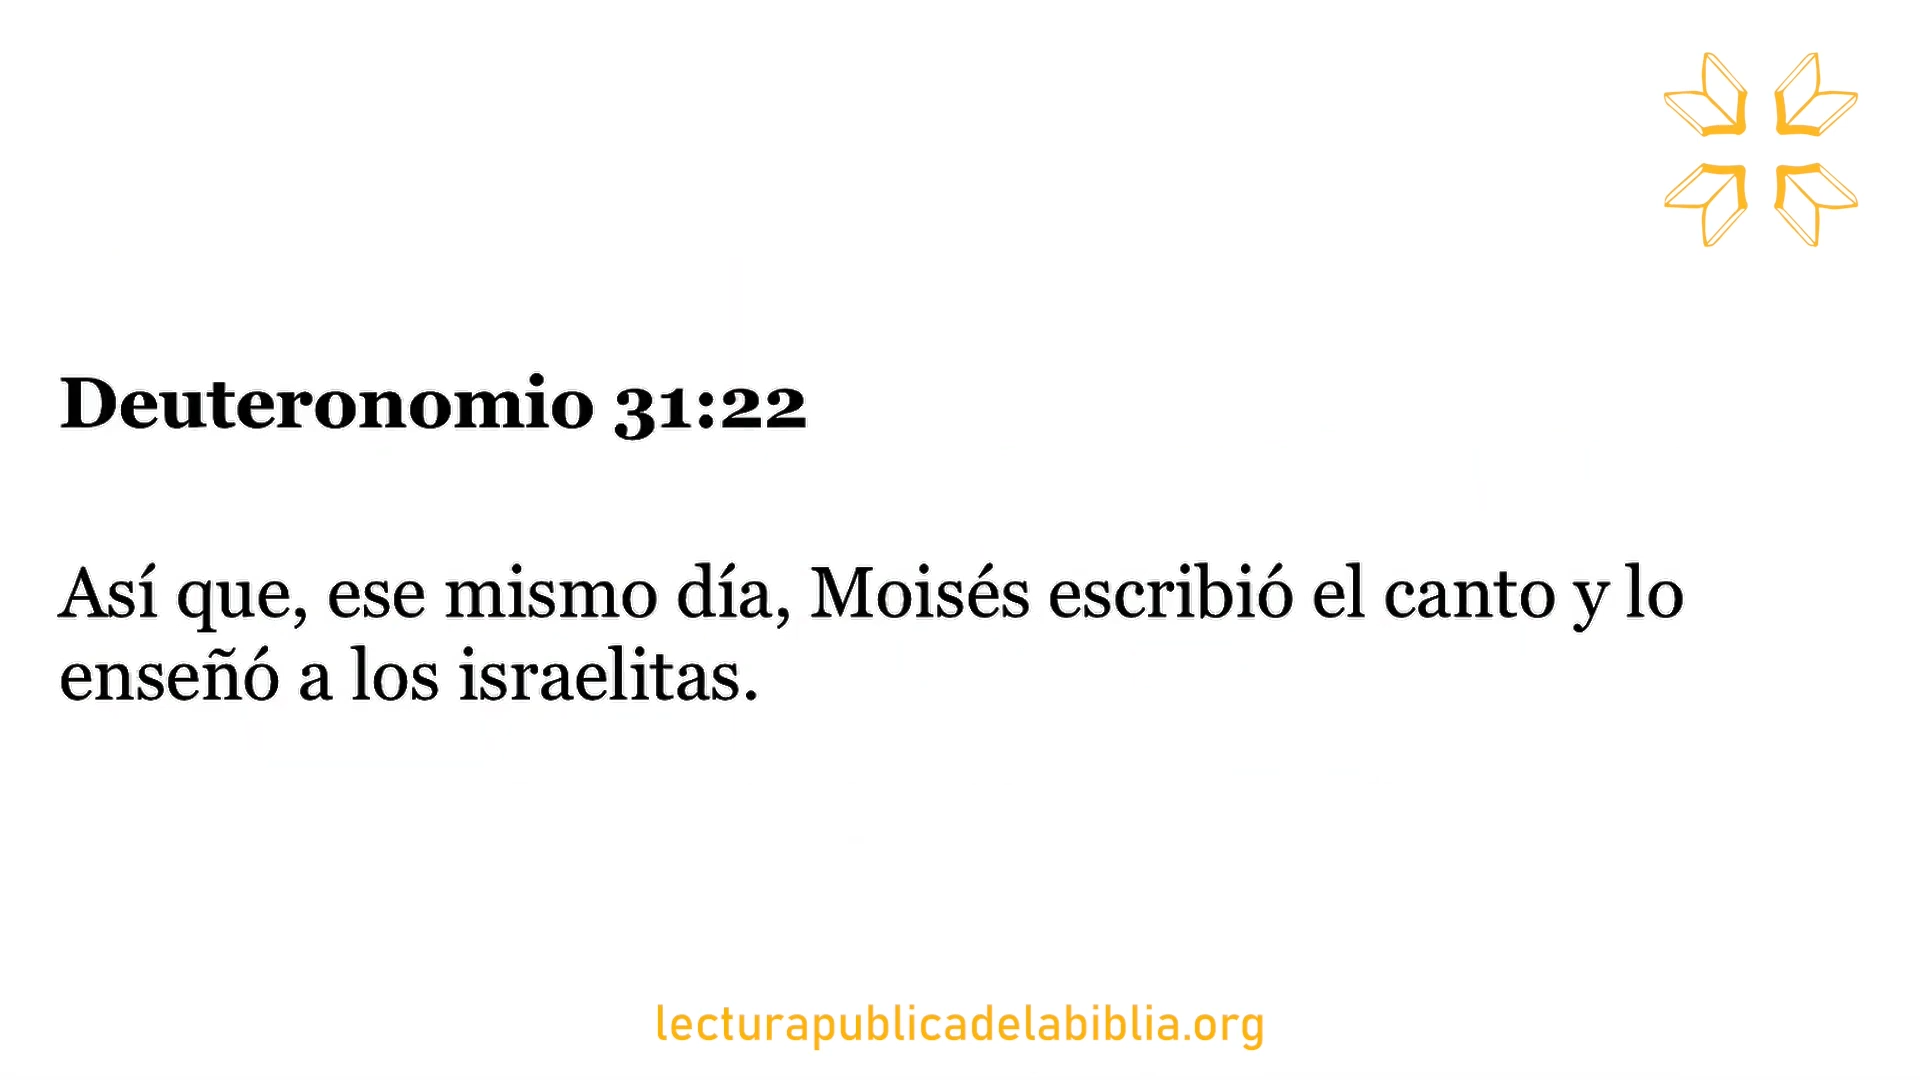 Deuteronomio 31:22
Así que, ese mismo día, Moisés escribió el canto y lo
enseñó a los israelitas.
lecturapublicadelabiblia.org